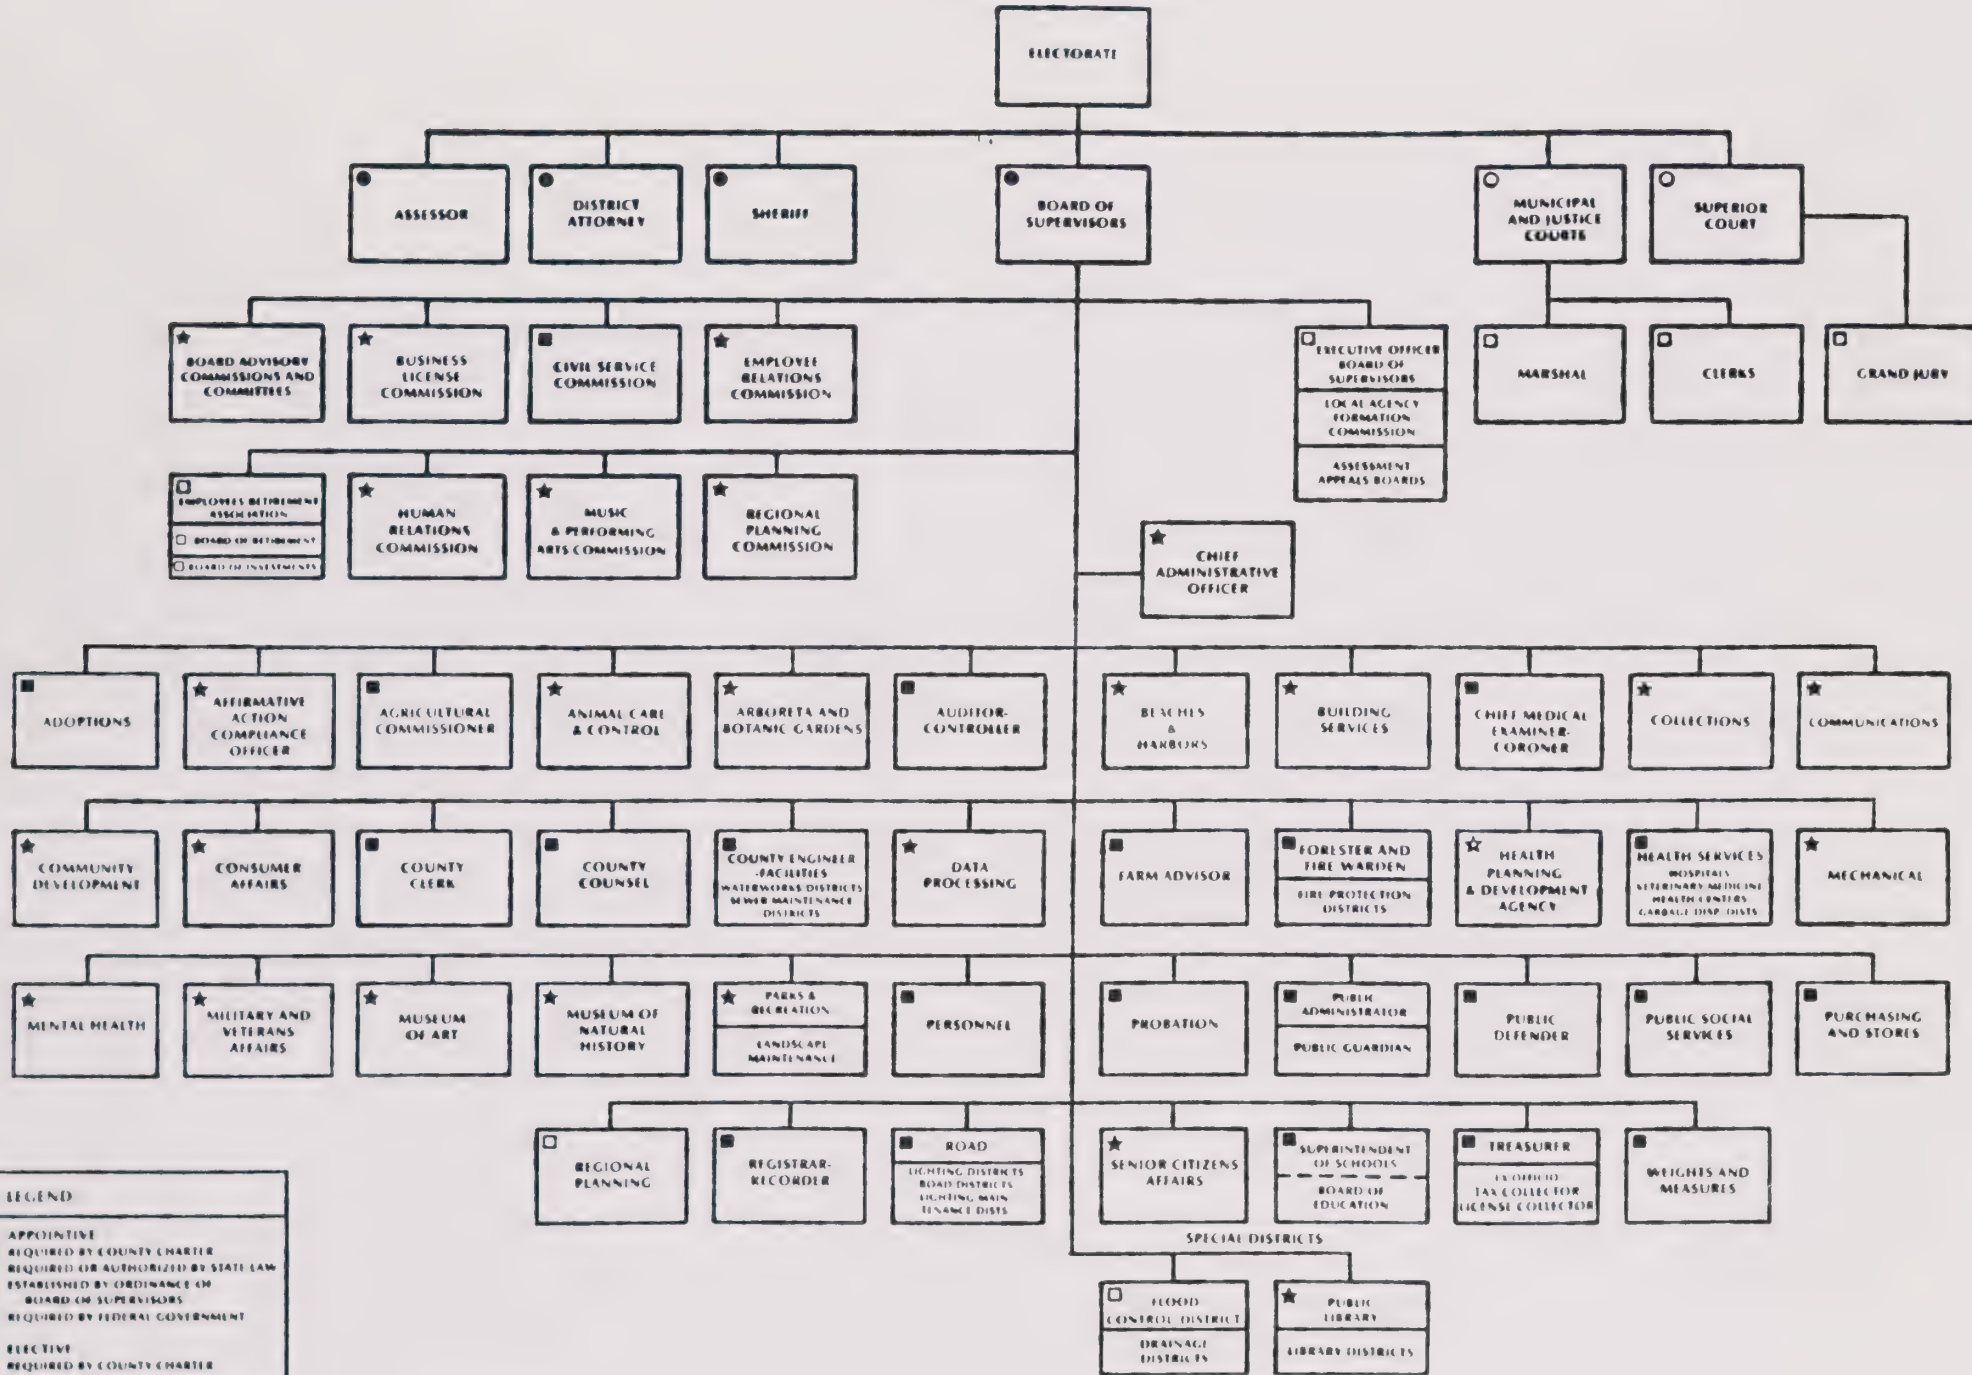 ELECTORATE
ASSESSOR
DISTRICT
ATTORNEY
SHERIFF
BOARD OF
SUPERVISORS
MUNICIPAL
AND JUSTICE
COURTS
SUPERIOR
COURT
BOARD ADVISORY
COMMISSIONS AND
COMMITTEES
BUSINESS
LICENSE
COMMISSION
CIVIL SERVICE
COMMISSION
EMPLOYEE
RELATIONS
COMMISSION
EXECUTIVE OFFICER
BOARD OF
SUPERVISORS
LOCAL AGENCY
FORMATION
COMMISSION
ASSESSMENT
APPEALS BOARDS
MARSHAL
CLERKS
GRAND JURY
EMPLOYEES RETIREMENT
ASSOCIATION
BOARD OF RETIREMENT
BOARD OF INVESTMENTS
HUMAN
RELATIONS
COMMISSION
MUSIC
& PERFORMING
ARTS COMMISSION
REGIONAL
PLANNING
COMMISSION
CHIEF
ADMINISTRATIVE
OFFICER
ADOPTIONS
AFFIRMATIVE
ACTION
COMPLIANCE
OFFICER
AGRICULTURAL
COMMISSIONER
ANIMAL CARE
& CONTROL
ARBORETA AND
BOTANIC GARDENS
AUDITOR-
CONTROLLER
BEACHES
&
HARBORS
BUILDING
SERVICES
CHIEF MEDICAL
EXAMINER-
CORONER
COLLECTIONS
COMMUNICATIONS
COMMUNITY
DEVELOPMENT
CONSUMER
AFFAIRS
COUNTY
CLERK
COUNTY
COUNSEL
COUNTY ENGINEER
-FACILITIES
WATERWORKS DISTRICTS
SEWER MAINTENANCE
DISTRICTS
DATA
PROCESSING
FARM ADVISOR
FORESTER AND
FIRE WARDEN
FIRE PROTECTION
DISTRICTS
HEALTH
PLANNING
& DEVELOPMENT
AGENCY
HEALTH SERVICES
HOSPITALS
VETERINARY MEDICINE
HEALTH CENTERS
GARBAGE DISP. DISTS.
MECHANICAL
MENTAL HEALTH
MILITARY AND
VETERANS
AFFAIRS
MUSEUM
OF ART
MUSEUM OF
NATURAL
HISTORY
PARKS &
RECREATION
LANDSCAPE
MAINTENANCE
PERSONNEL
PROBATION
PUBLIC
ADMINISTRATOR
PUBLIC GUARDIAN
PUBLIC
DEFENDER
PUBLIC SOCIAL
SERVICES
PURCHASING
AND STORES
REGIONAL
PLANNING
REGISTRAR-
RECORDER
ROAD
LIGHTING DISTRICTS
ROAD DISTRICTS
LIGHTING MAIN
TENANCE DISTS
SENIOR CITIZENS
AFFAIRS
SUPERINTENDENT
OF SCHOOLS
BOARD OF
EDUCATION
TREASURER
EX OFFICIO
TAX COLLECTOR
LICENSE COLLECTOR
WEIGHTS AND
MEASURES
SPECIAL DISTRICTS
FLOOD
CONTROL DISTRICT
DRAINAGE
DISTRICTS
PUBLIC
LIBRARY
LIBRARY DISTRICTS
LEGEND
APPOINTIVE
REQUIRED BY COUNTY CHARTER
REQUIRED OR AUTHORIZED BY STATE LAW
ESTABLISHED BY ORDINANCE OF
BOARD OF SUPERVISORS
REQUIRED BY FEDERAL GOVERNMENT
ELECTIVE
REQUIRED BY COUNTY CHARTER